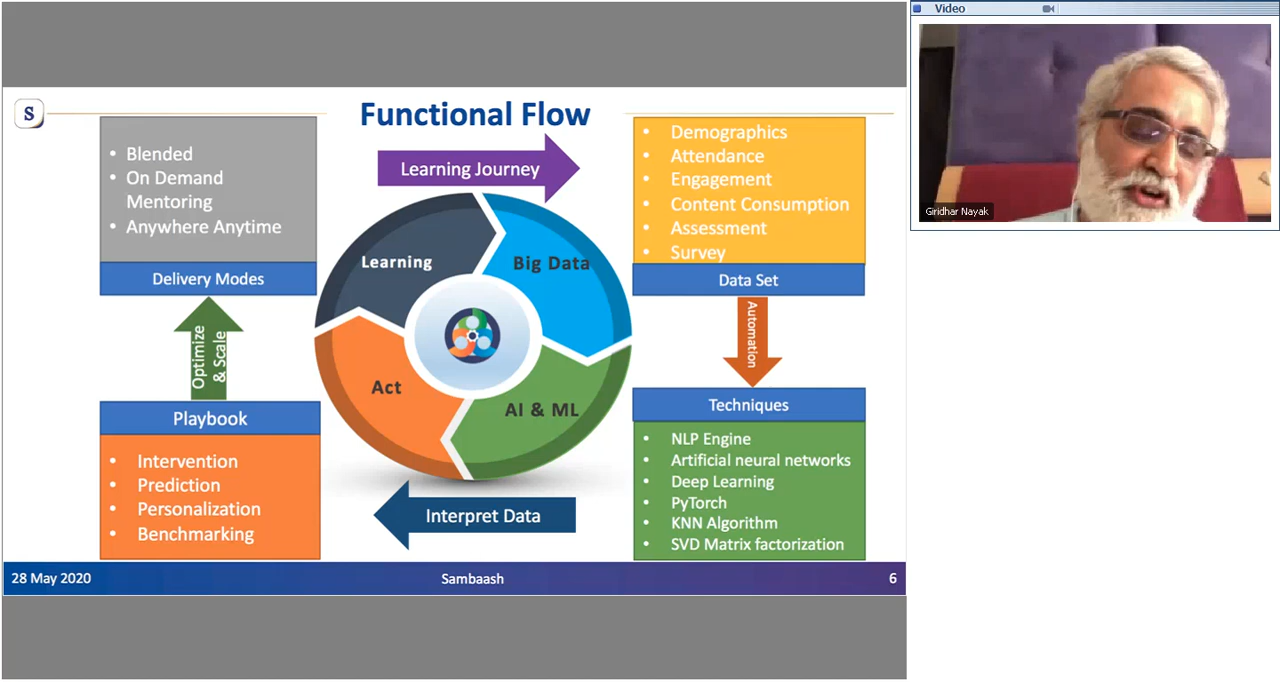 Video
S
Functional Flow
Blended
On Demand
Mentoring
Anywhere Anytime
Delivery Modes
Learning Journey
Demographics
Attendance
Engagement
Content Consumption
Assessment
Survey
Data Set
Learning
Big Data
Act
AI & ML
Optimize
& Scale
Automation
Playbook
Intervention
Prediction
Personalization
Benchmarking
Interpret Data
Techniques
NLP Engine
Artificial neural networks
Deep Learning
PyTorch
KNN Algorithm
SVD Matrix factorization
28 May 2020
Sambaash
6
Giridhar Nayak